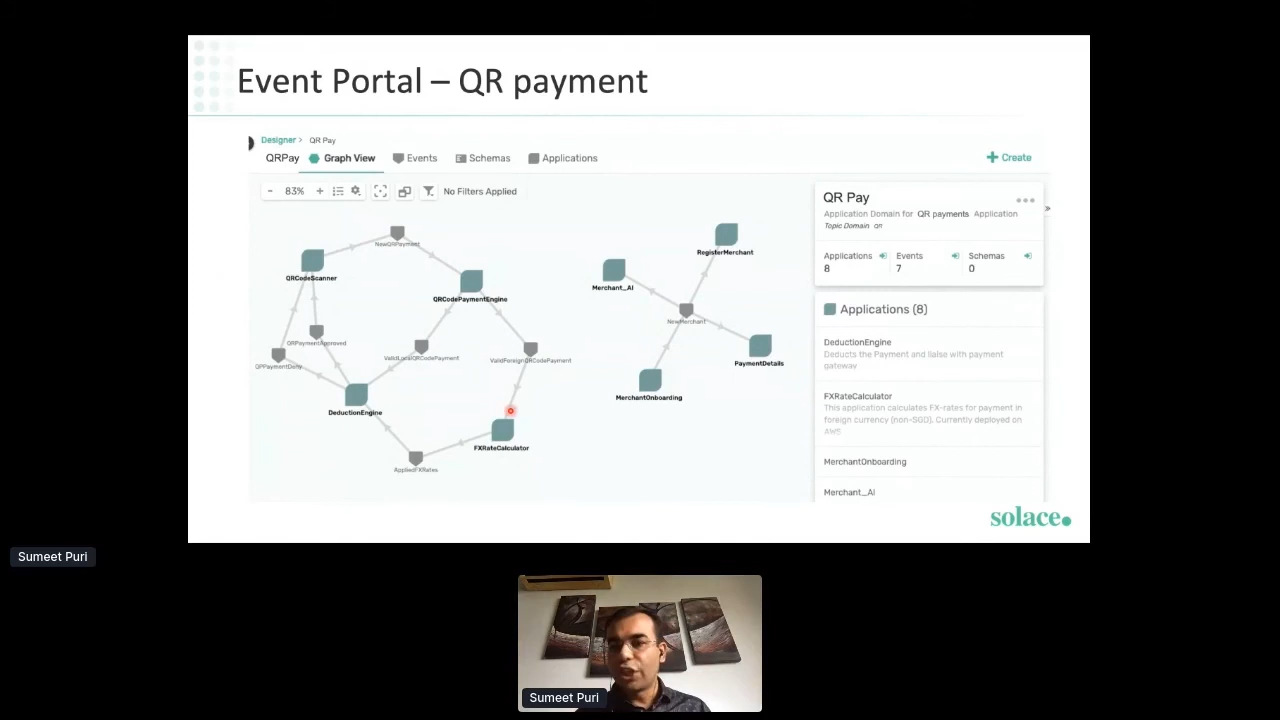 Event Portal – QR payment
Designer > QR Pay
QRPay Graph View Events Schemas Applications
+ Create
- 83% + No Filters Applied
NewQRPayment
QRCodeScanner
QRCodePaymentEngine
QRPaymentApproved
ValidLocalQRCodePayment
ValidForeignQRCodePayment
DeductionEngine
FXRateCalculator
AppliedFXRates
RegisterMerchant
Merchant_AI
NewMerchant
PaymentDetails
MerchantOnboarding
QR Pay
Application Domain for QR payments Application
Topic Domain qr
Applications Events Schemas
8 7 0
Applications (8)
DeductionEngine
Deducts the Payment and liaise with payment
gateway
FXRateCalculator
This application calculates FX-rates for payment in
foreign currency (non-SGD). Currently deployed on
AWS
MerchantOnboarding
Merchant_AI
solace.
Sumeet Puri
Sumeet Puri